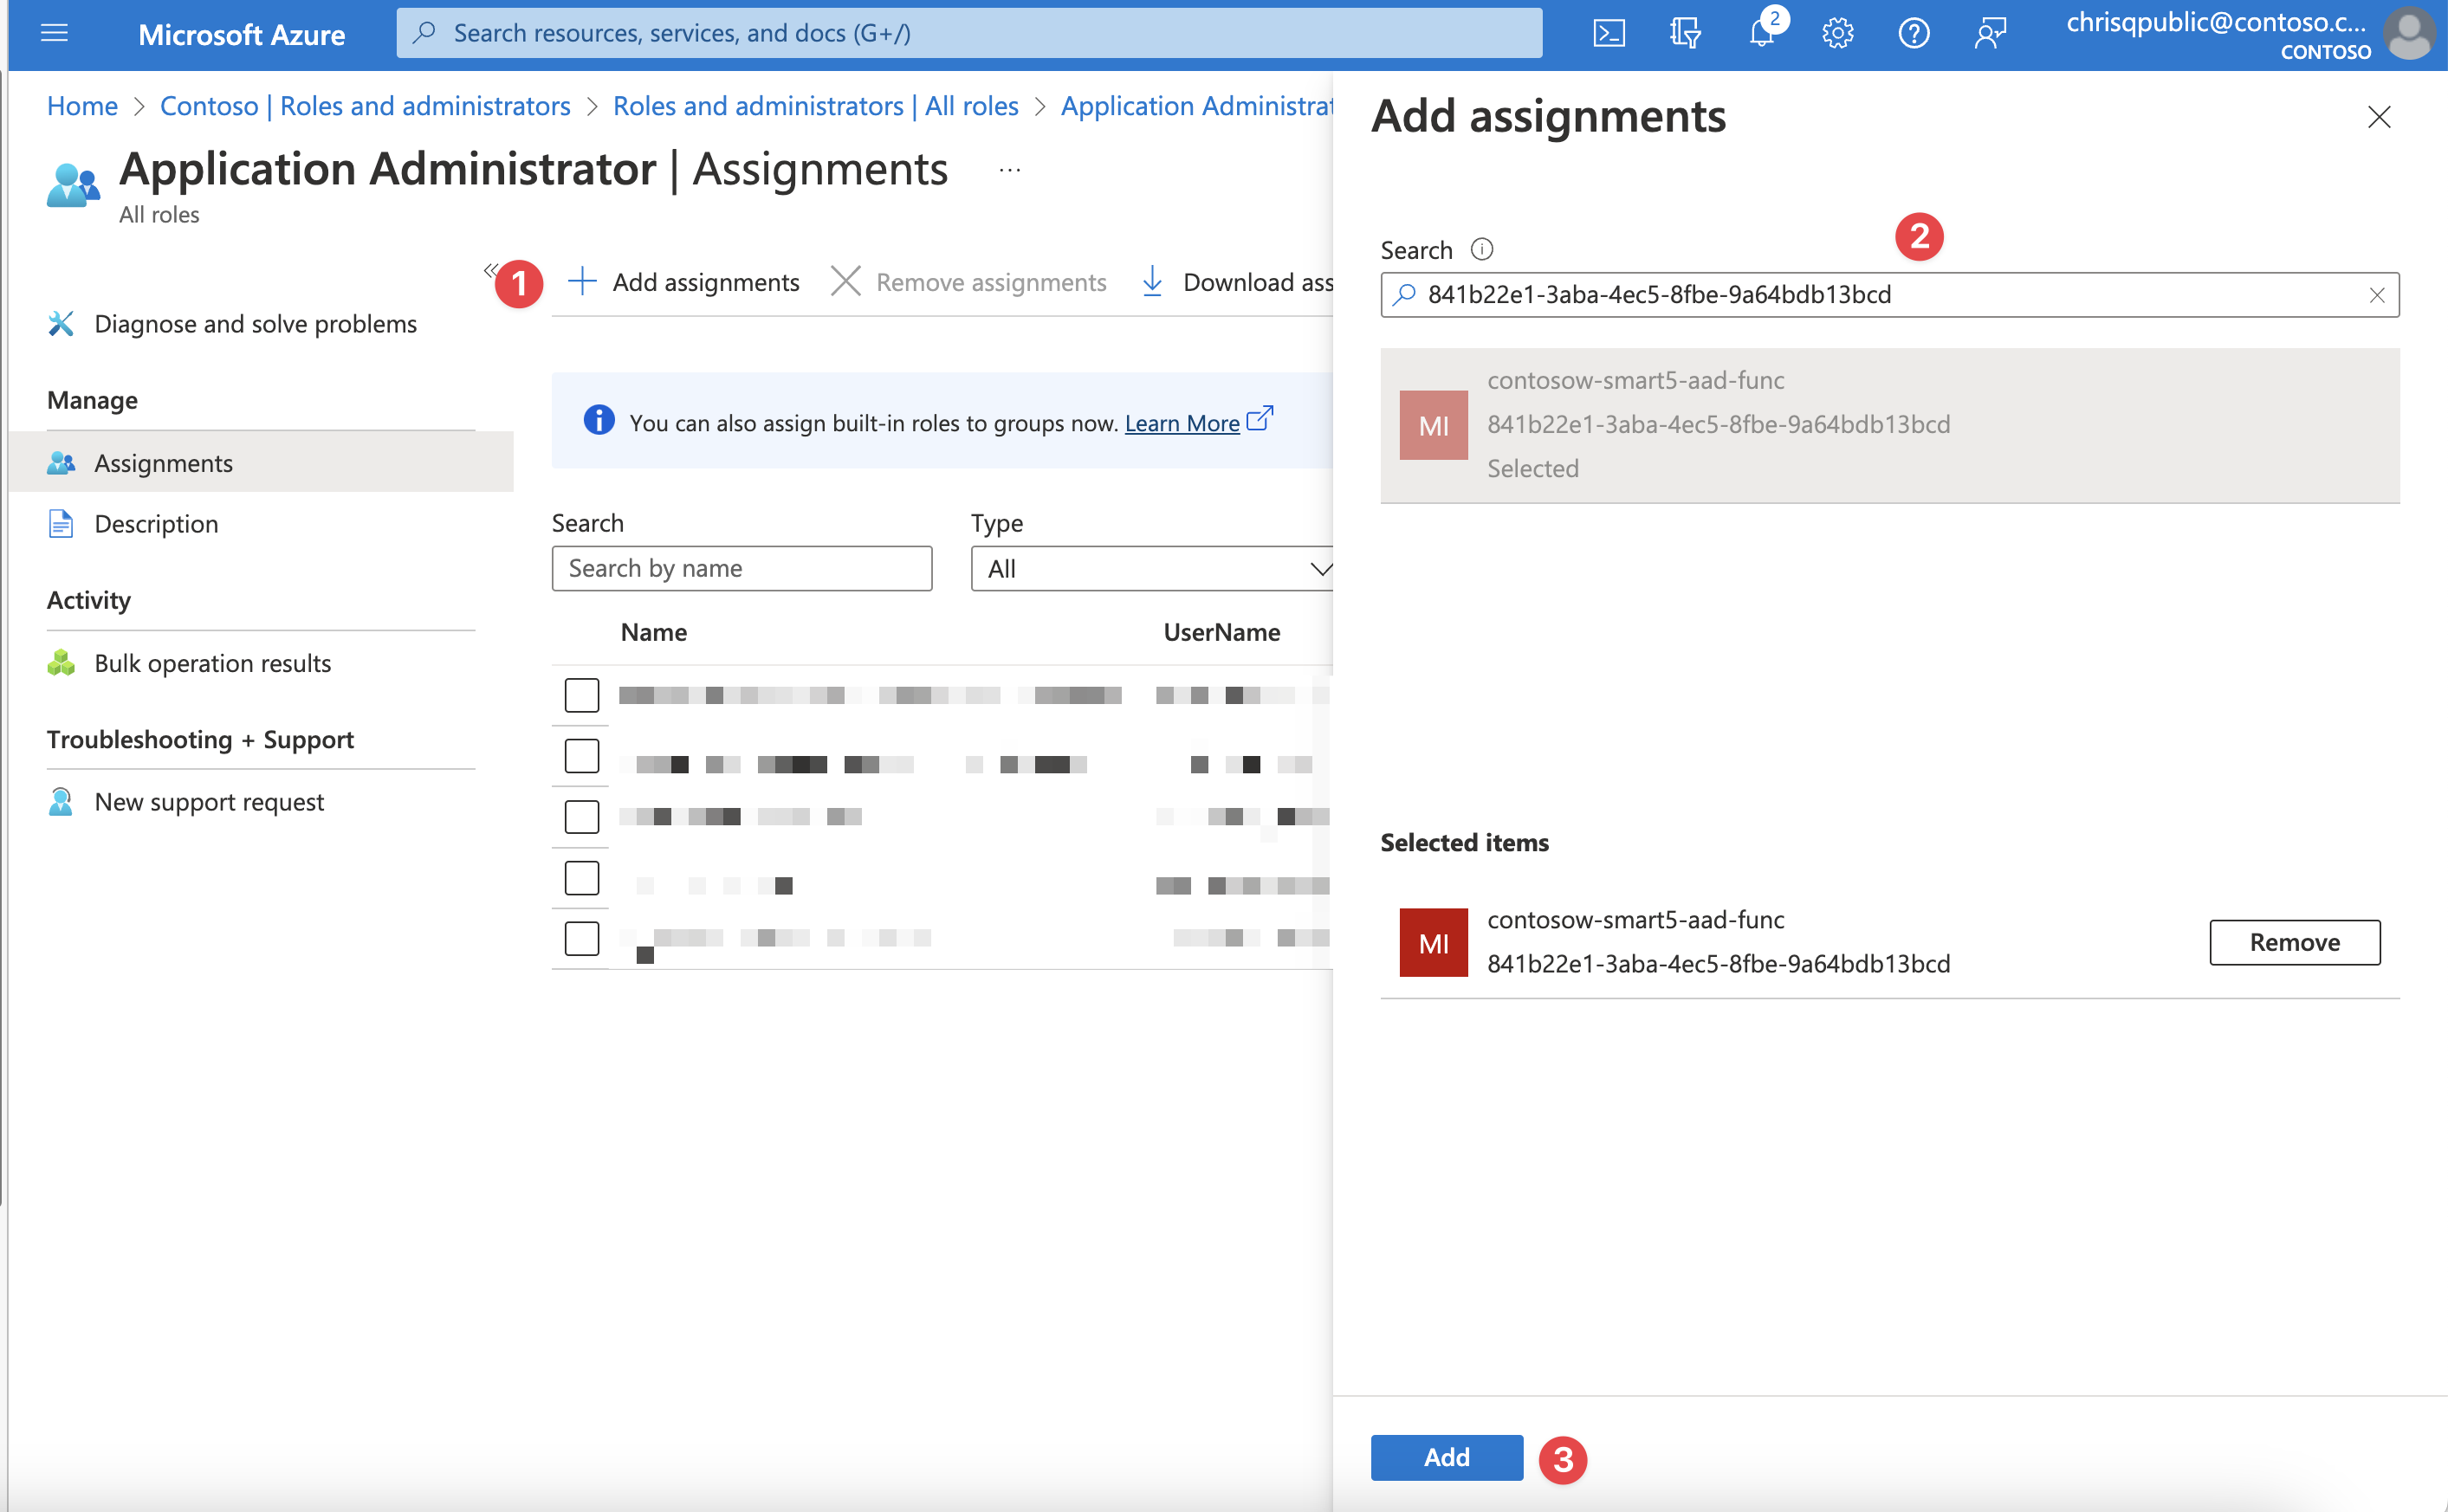 Microsoft Azure
Search resources, services, and docs (G+/)
2
chrisqpublic@contoso.c...
CONTOSO
Home > Contoso | Roles and administrators > Roles and administrators | All roles > Application Administrat
Application Administrator | Assignments ...
All roles
1
Add assignments
Remove assignments
Download ass
Diagnose and solve problems
Manage
Assignments
Description
Activity
Bulk operation results
Troubleshooting + Support
New support request
You can also assign built-in roles to groups now. Learn More
Search
Type
Search by name
All
Name
UserName
Add assignments
2
Search
841b22e1-3aba-4ec5-8fbe-9a64bdb13bcd
MI
contosow-smart5-aad-func
841b22e1-3aba-4ec5-8fbe-9a64bdb13bcd
Selected
Selected items
MI
contosow-smart5-aad-func
841b22e1-3aba-4ec5-8fbe-9a64bdb13bcd
Remove
Add
3